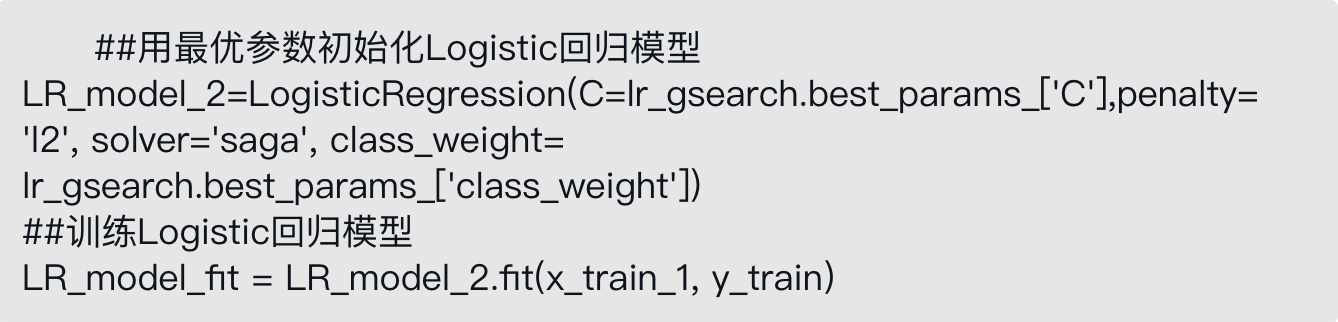 ##用最优参数初始化Logistic回归模型
LR_model_2=LogisticRegression(C=lr_gsearch.best_params_['C'],penalty=
'l2', solver='saga', class_weight=
lr_gsearch.best_params_['class_weight'])
##训练Logistic回归模型
LR_model_fit = LR_model_2.fit(x_train_1, y_train)